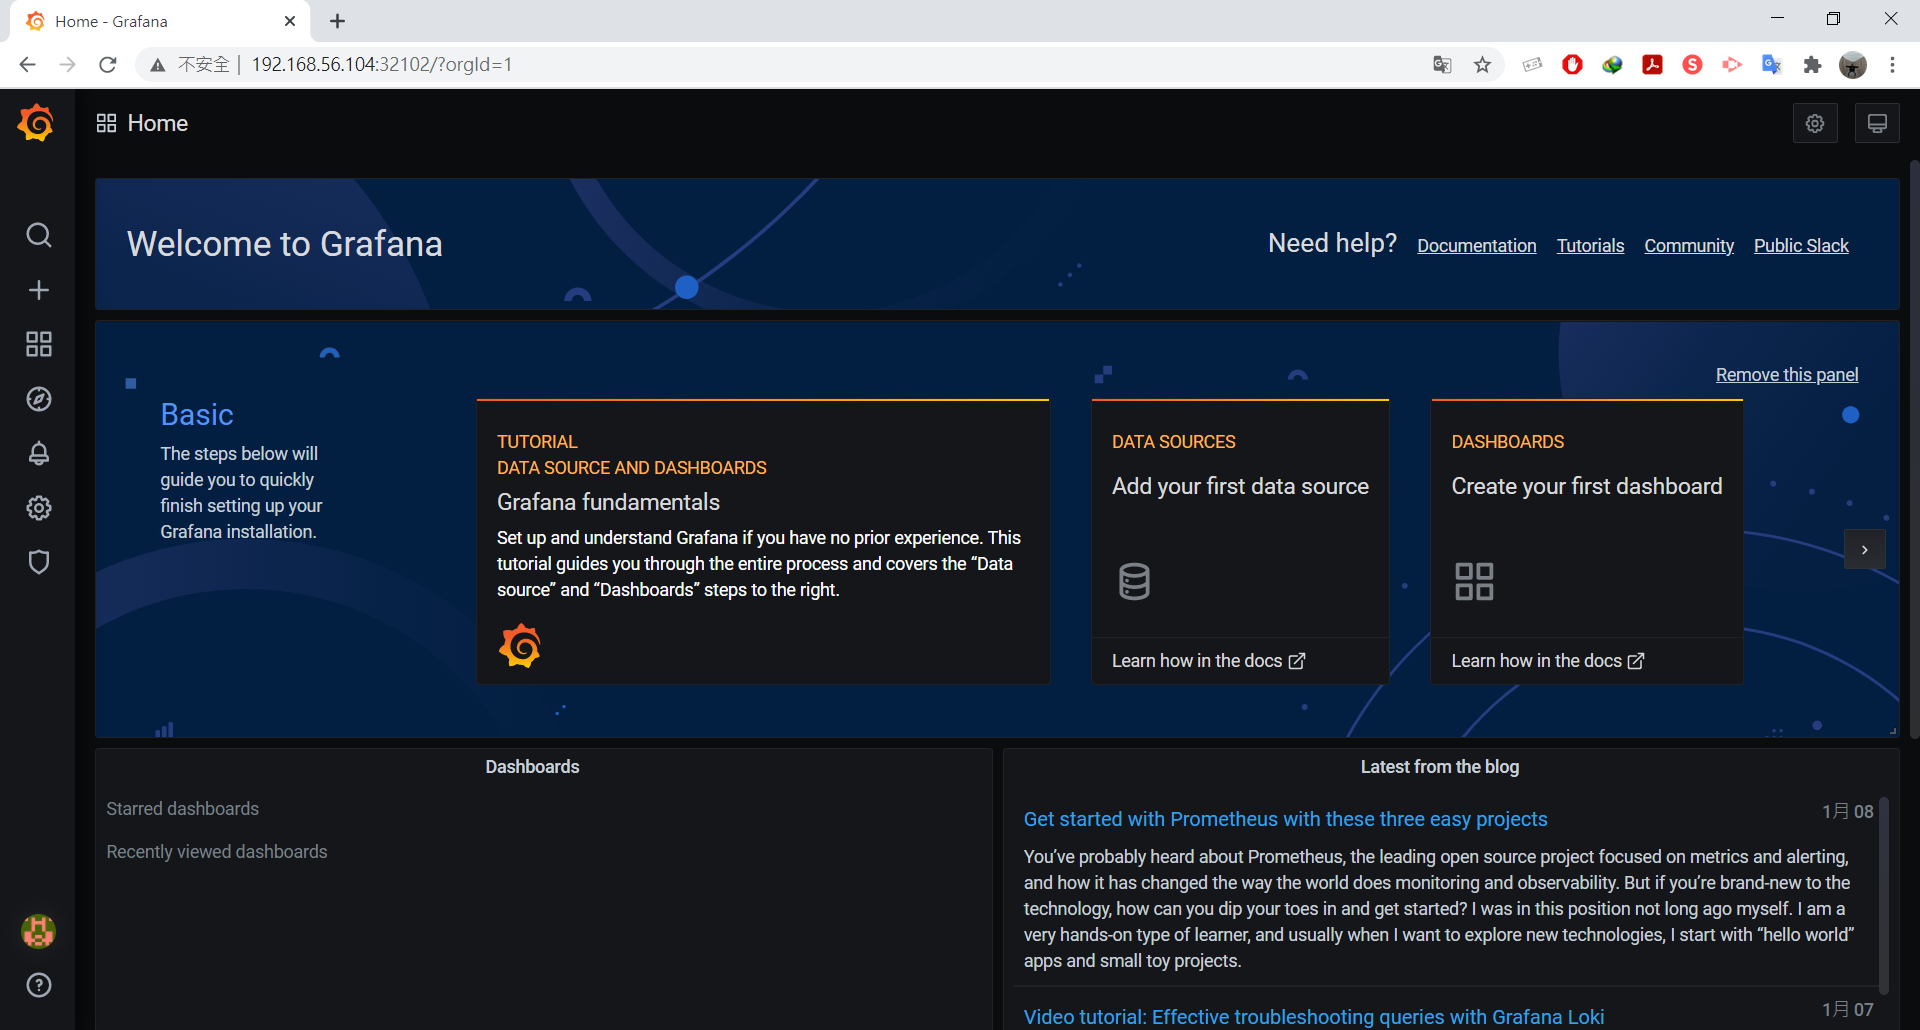 Home - Grafana
不安全 | 192.168.56.104:32102/?orgId=1
Home
Welcome to Grafana
Need help? Documentation Tutorials Community Public Slack
Remove this panel
Basic
The steps below will
guide you to quickly
finish setting up your
Grafana installation.
TUTORIAL
DATA SOURCE AND DASHBOARDS
Grafana fundamentals
Set up and understand Grafana if you have no prior experience. This
tutorial guides you through the entire process and covers the “Data
source” and “Dashboards” steps to the right.
DATA SOURCES
Add your first data source
Learn how in the docs
DASHBOARDS
Create your first dashboard
Learn how in the docs
Dashboards
Starred dashboards
Recently viewed dashboards
Latest from the blog
Get started with Prometheus with these three easy projects
1月 08
You’ve probably heard about Prometheus, the leading open source project focused on metrics and alerting,
and how it has changed the way the world does monitoring and observability. But if you’re brand-new to the
technology, how can you dip your toes in and get started? I was in this position not long ago myself. I am a
very hands-on type of learner, and usually when I want to explore new technologies, I start with “hello world”
apps and small toy projects.
Video tutorial: Effective troubleshooting queries with Grafana Loki
1月 07